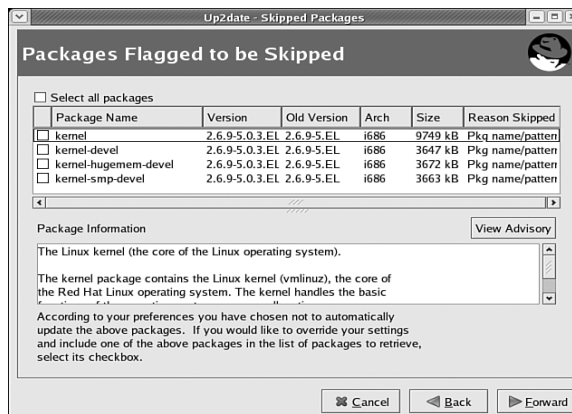 Up2date - Skipped Packages
Packages Flagged to be Skipped
Select all packages
Package Name Version Old Version Arch Size Reason Skipped
kernel 2.6.9-5.0.3.EL 2.6.9-5.EL i686 9749 kB Pkg name/pattern
kernel-devel 2.6.9-5.0.3.EL 2.6.9-5.EL i686 3647 kB Pkg name/pattern
kernel-hugemem-devel 2.6.9-5.0.3.EL 2.6.9-5.EL i686 3672 kB Pkg name/pattern
kernel-smp-devel 2.6.9-5.0.3.EL 2.6.9-5.EL i686 3663 kB Pkg name/pattern
Package Information
View Advisory
The Linux kernel (the core of the Linux operating system).
The kernel package contains the Linux kernel (vmlinuz), the core of
the Red Hat Linux operating system. The kernel handles the basic
According to your preferences you have chosen not to automatically
update the above packages. If you would like to override your settings
and include one of the above packages in the list of packages to retrieve,
select its checkbox.
Cancel
Back
Forward